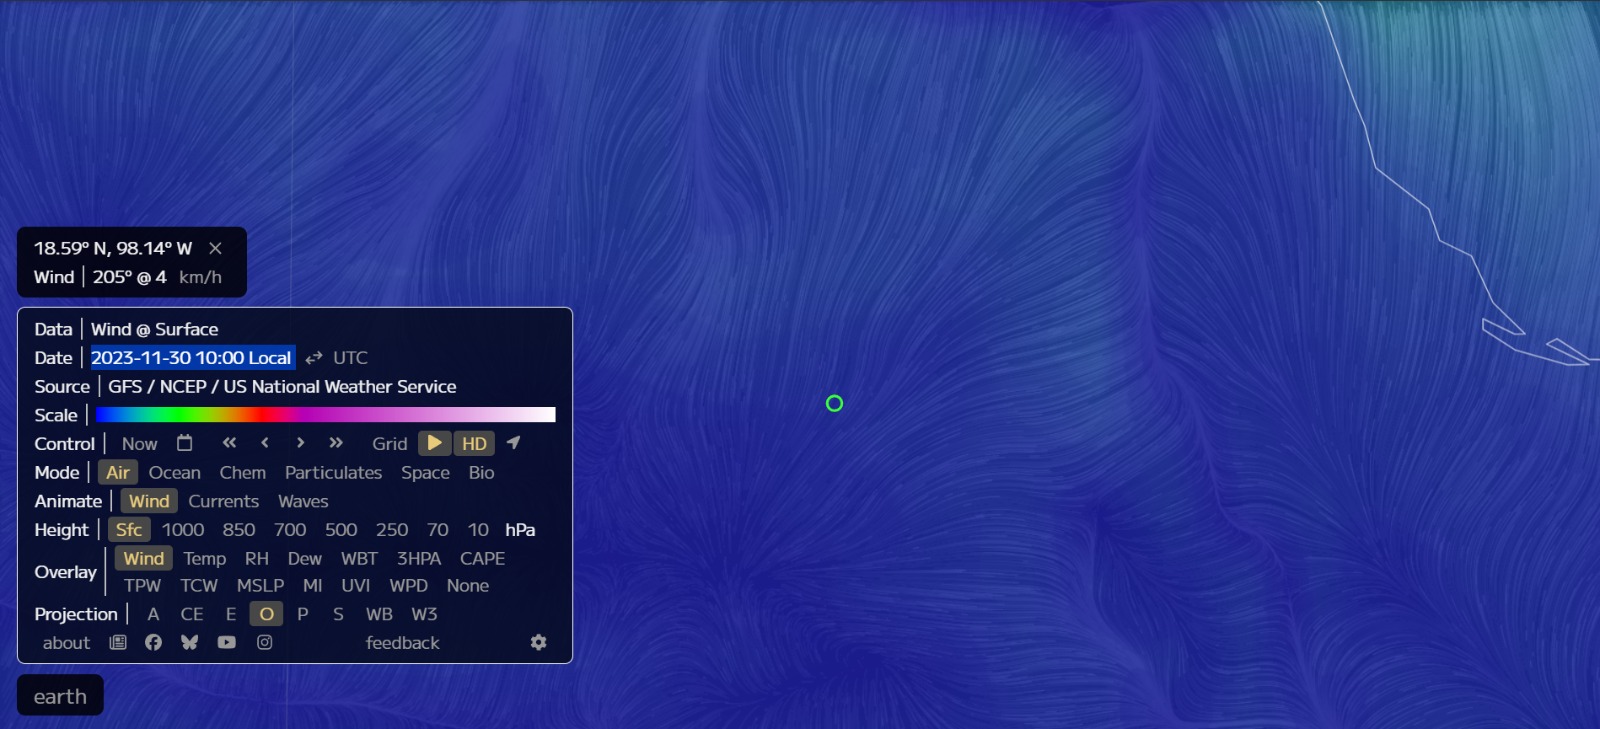 18.59° N, 98.14° W ×
Wind | 205° @ 4 km/h
Data | Wind @ Surface
Date | 2023-11-30 10:00 Local ⇄ UTC
Source | GFS / NCEP / US National Weather Service
Scale |
Control | Now « ‹ › » Grid HD
Mode | Air Ocean Chem Particulates Space Bio
Animate | Wind Currents Waves
Height | Sfc 1000 850 700 500 250 70 10 hPa
Overlay | Wind Temp RH Dew WBT 3HPA CAPE
TPW TCW MSLP MI UVI WPD None
Projection | A CE E O P S WB W3
about feedback
earth